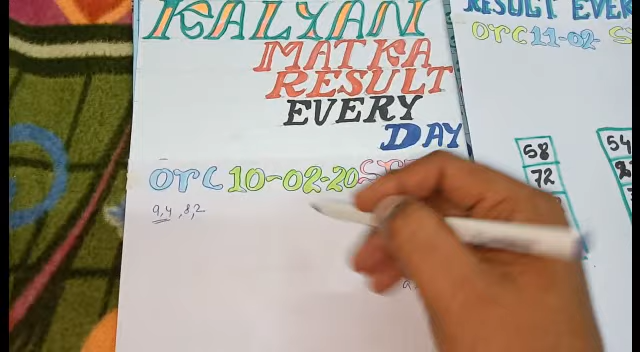 KALYAN
MATKA
RESULT
EVERY
DAY
OTC 10-02-20
9,4,8,2
RESULT EVER
OTC 11-02-
58
72
54